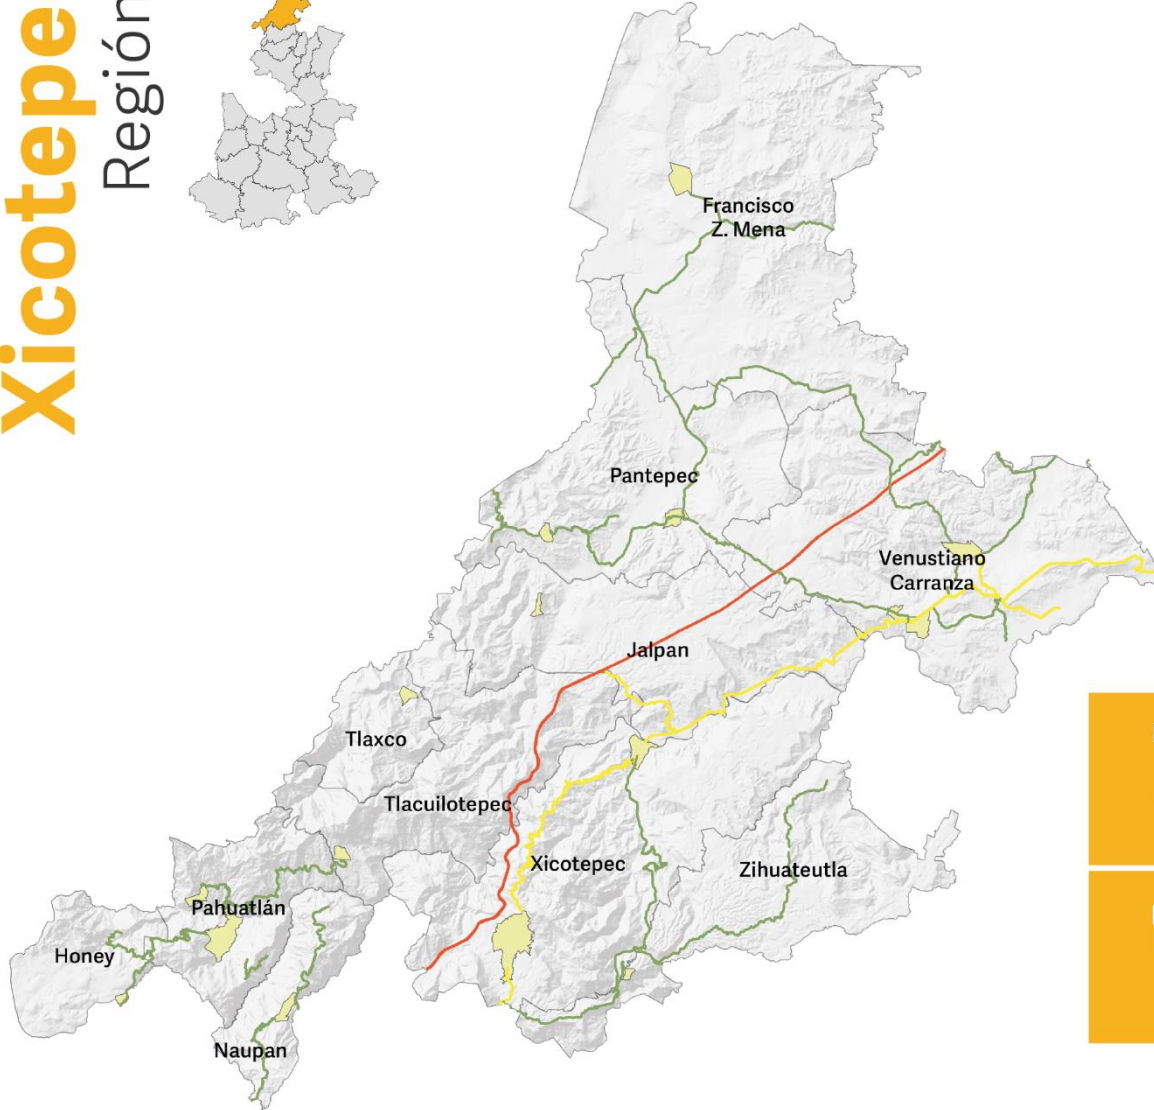 Xicotepe
Región
Francisco
Z. Mena
Pantepec
Venustiano
Carranza
Jalpan
Tlaxco
Tlacuilotepec
Xicotepec
Zihuateutla
Pahuatlán
Honey
Naupan